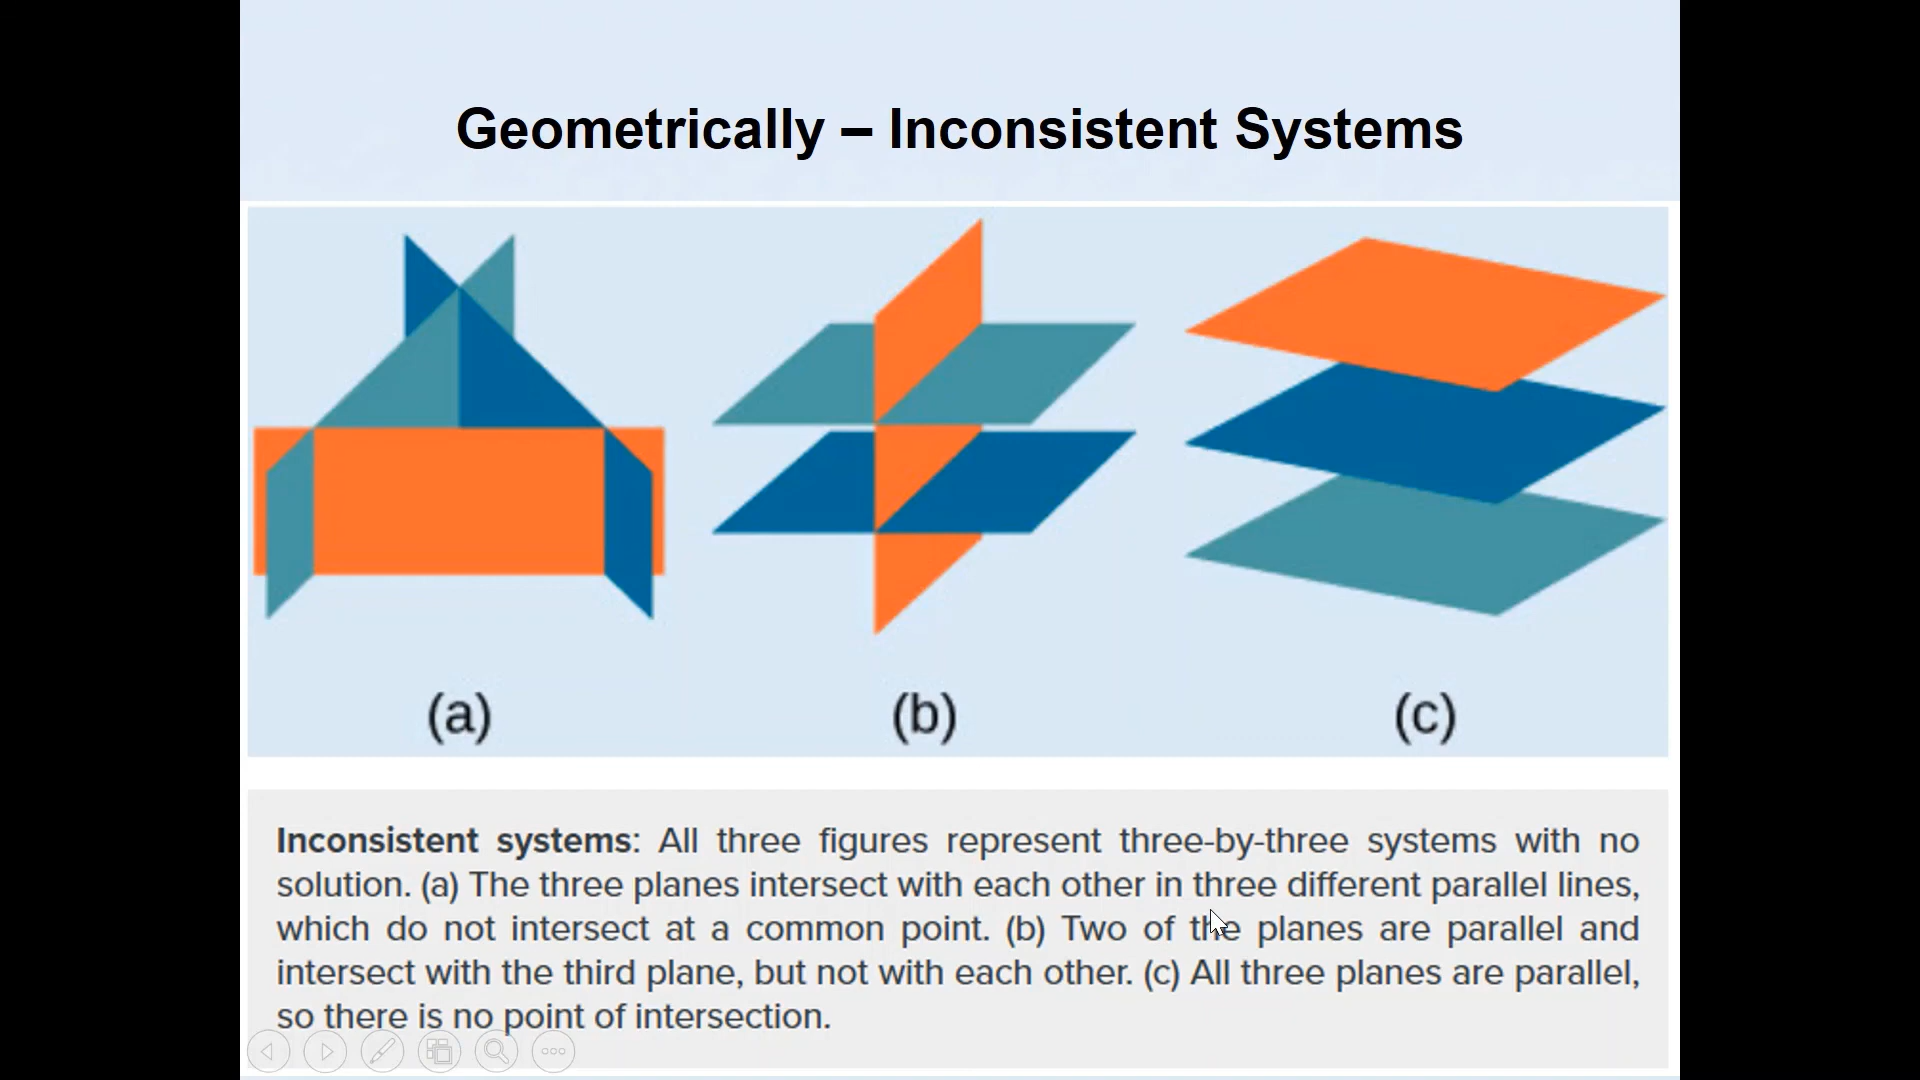 Geometrically – Inconsistent Systems
(a)
(b)
(c)
Inconsistent systems: All three figures represent three-by-three systems with no
solution. (a) The three planes intersect with each other in three different parallel lines,
which do not intersect at a common point. (b) Two of the planes are parallel and
intersect with the third plane, but not with each other. (c) All three planes are parallel,
so there is no point of intersection.